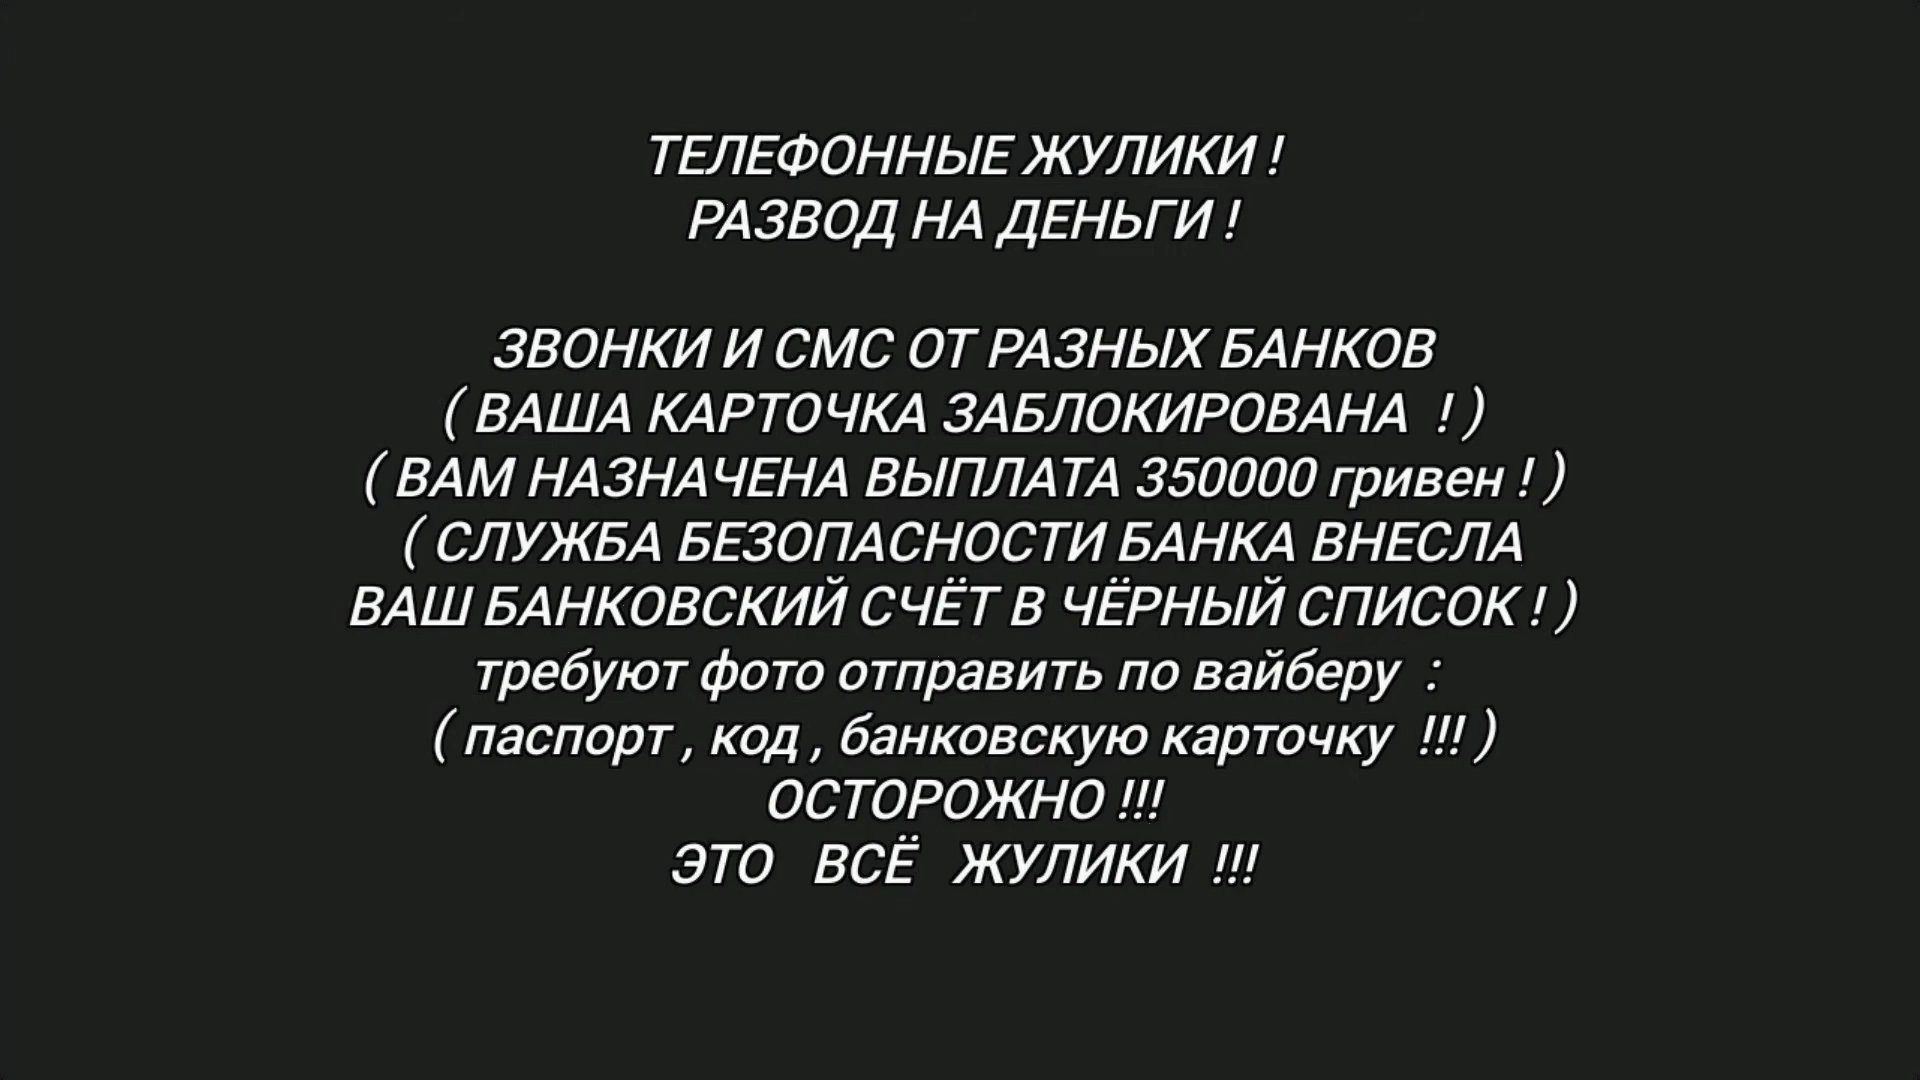 ТЕЛЕФОННЫЕ ЖУЛИКИ !
РАЗВОД НА ДЕНЬГИ !
ЗВОНКИ И СМС ОТ РАЗНЫХ БАНКОВ
( ВАША КАРТОЧКА ЗАБЛОКИРОВАНА ! )
( ВАМ НАЗНАЧЕНА ВЫПЛАТА 350000 гривен ! )
( СЛУЖБА БЕЗОПАСНОСТИ БАНКА ВНЕСЛА
ВАШ БАНКОВСКИЙ СЧЁТ В ЧЁРНЫЙ СПИСОК ! )
требуют фото отправить по вайберу :
( паспорт , код , банковскую карточку !!! )
ОСТОРОЖНО !!!
ЭТО ВСЁ ЖУЛИКИ !!!